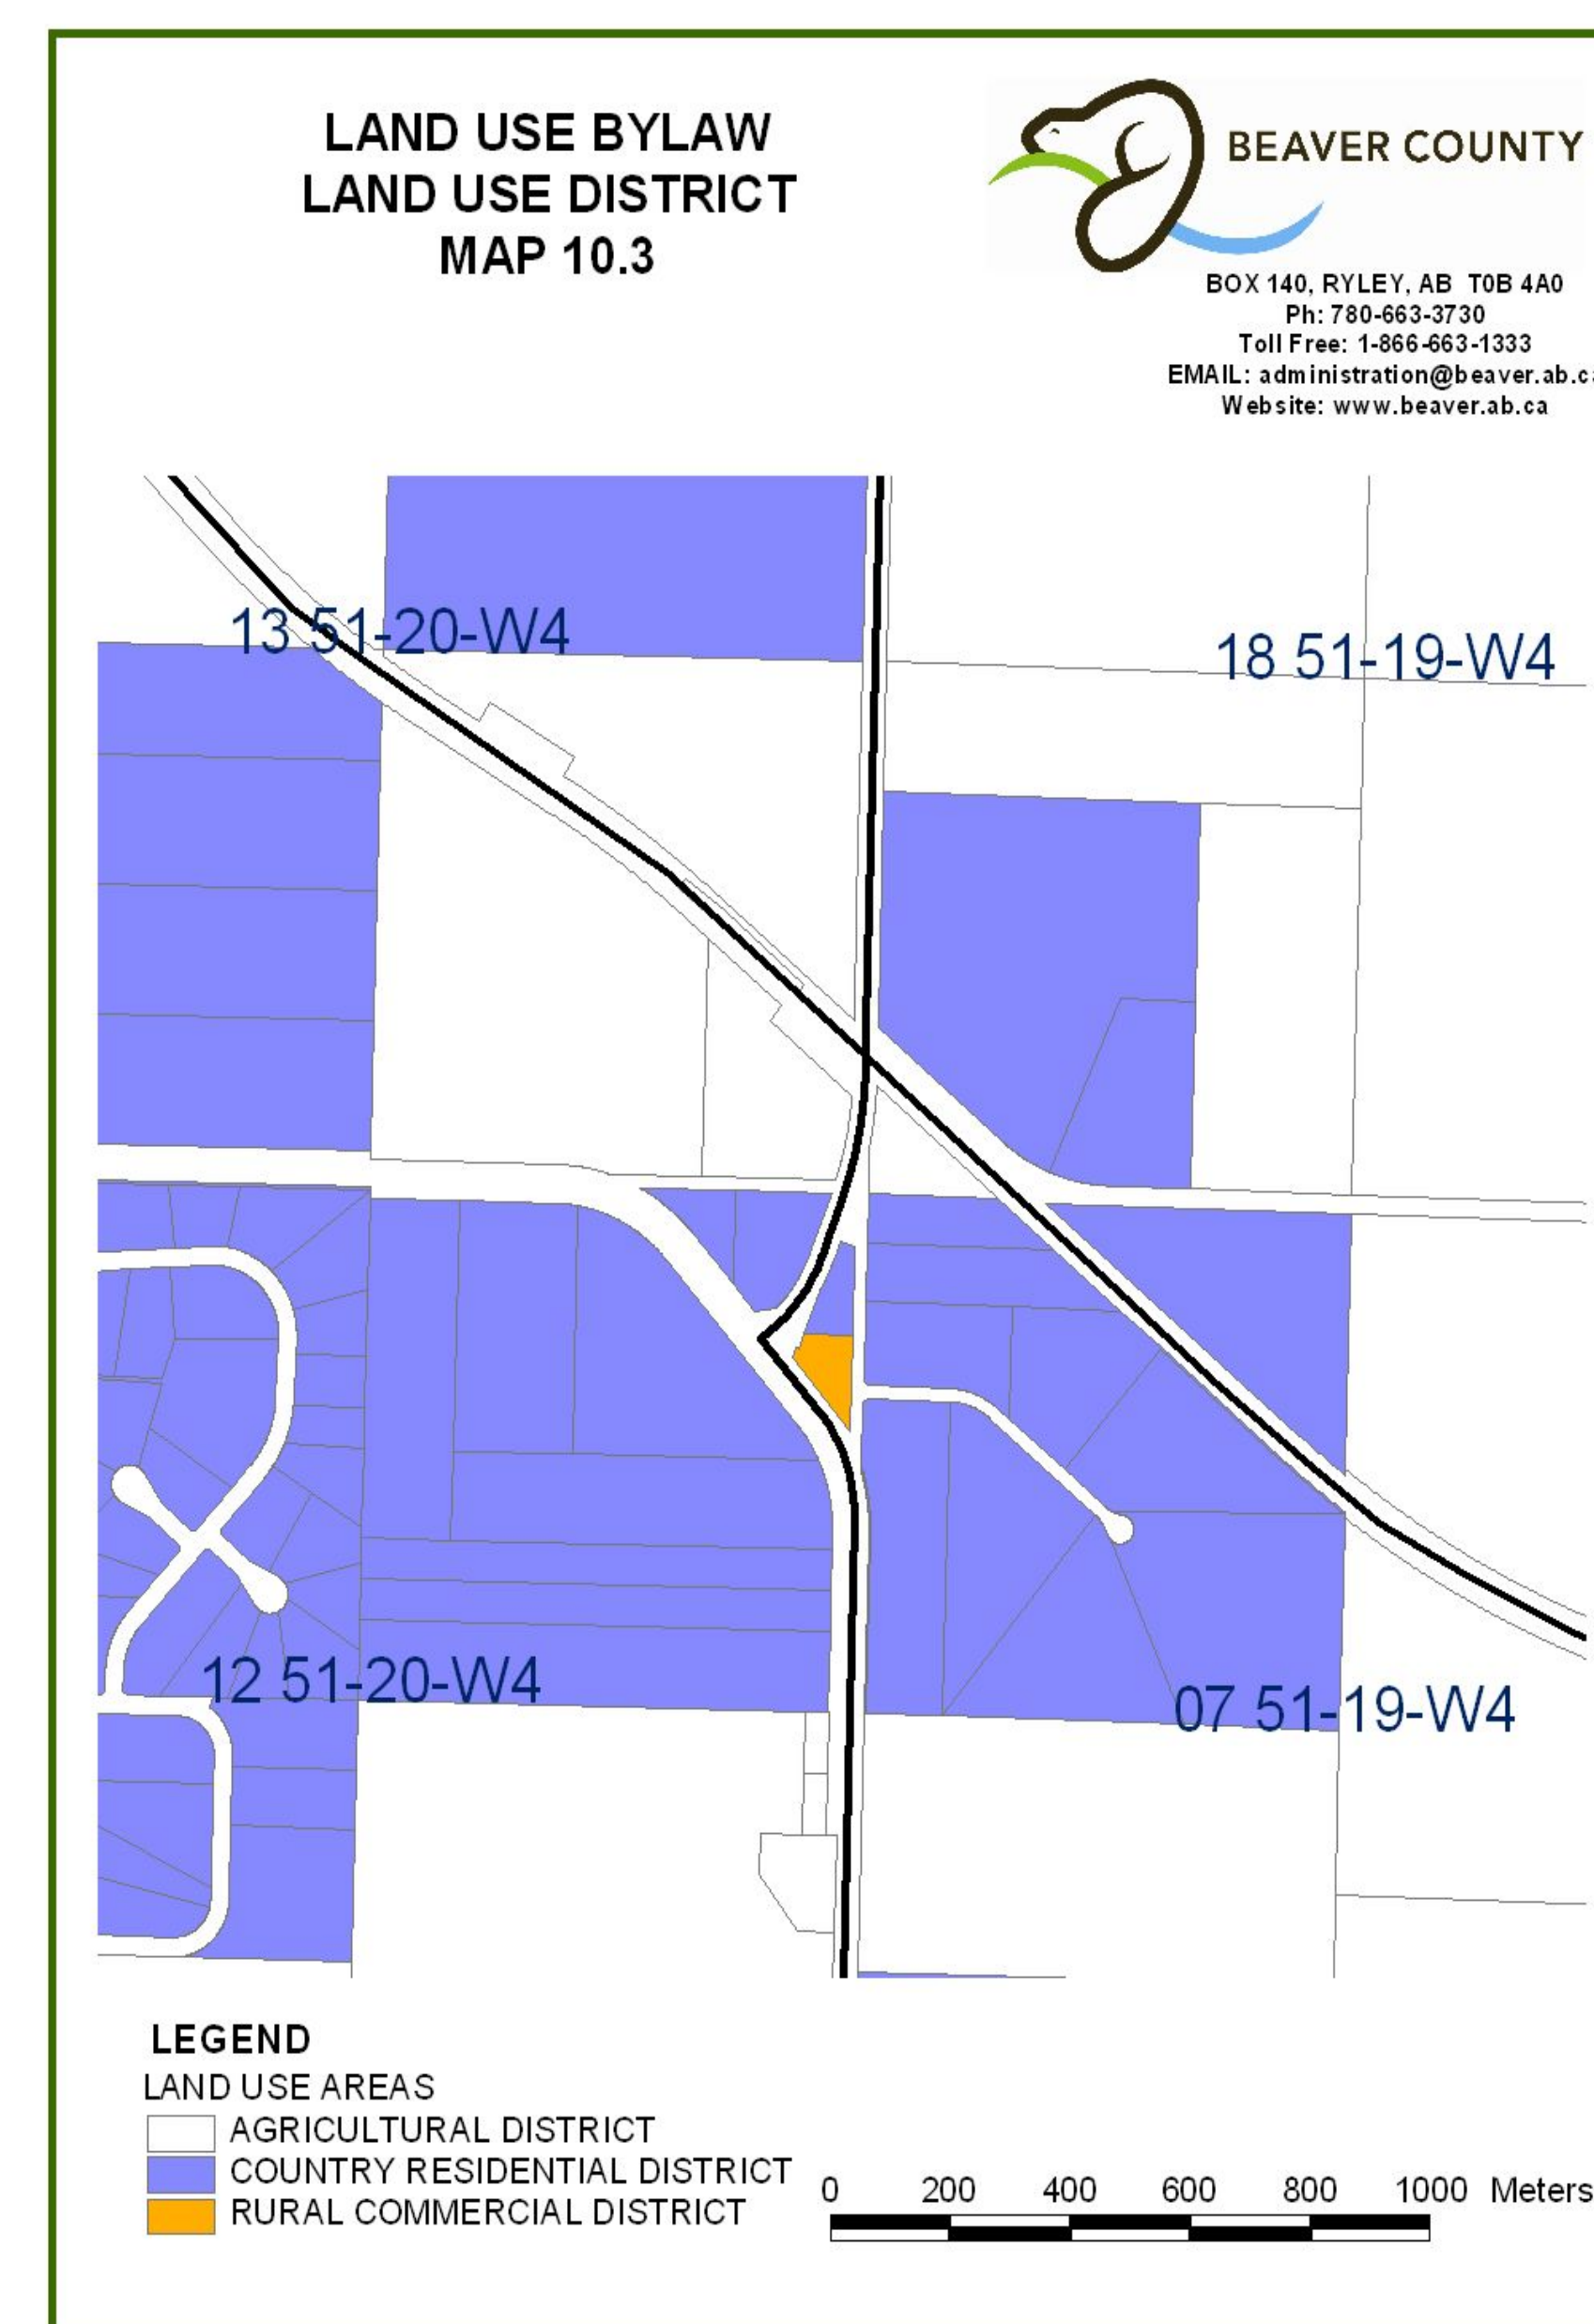 LAND USE BYLAW
LAND USE DISTRICT
MAP 10.3
BEAVER COUNTY
BOX 140, RYLEY, AB T0B 4A0
Ph: 780-663-3730
Toll Free: 1-866-663-1333
EMAIL: administration@beaver.ab.c
Website: www.beaver.ab.ca
13 51-20-W4
18 51-19-W4
12 51-20-W4
07 51-19-W4
LEGEND
LAND USE AREAS
AGRICULTURAL DISTRICT
COUNTRY RESIDENTIAL DISTRICT
RURAL COMMERCIAL DISTRICT
0 200 400 600 800 1000 Meters